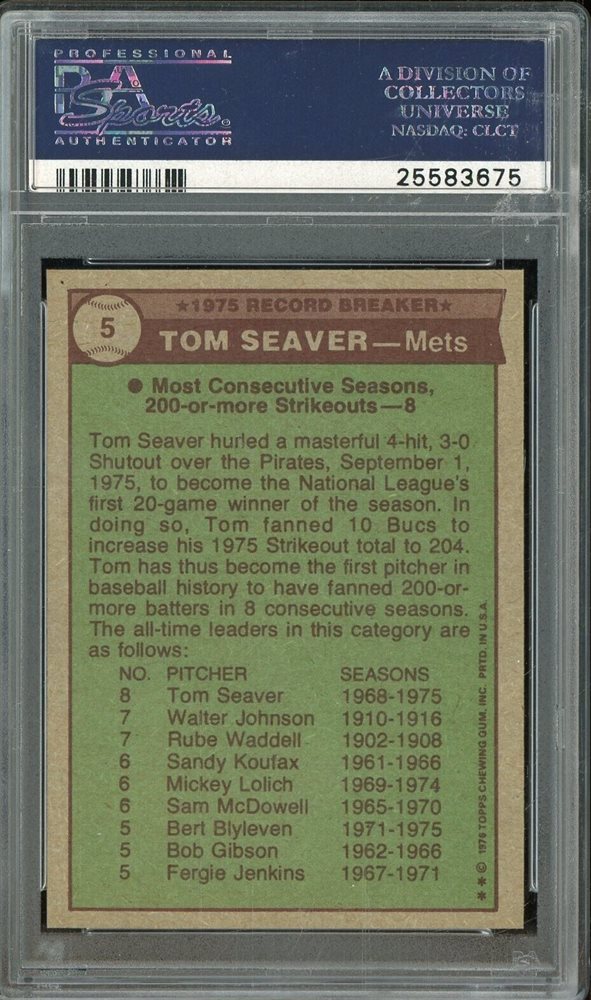 PROFESSIONAL
PSA
Sports.
AUTHENTICATOR
A DIVISION OF
COLLECTORS
UNIVERSE
NASDAQ: CLCT
25583675
5
★1975 RECORD BREAKER★
TOM SEAVER—Mets
● Most Consecutive Seasons,
200-or-more Strikeouts—8
Tom Seaver hurled a masterful 4-hit, 3-0
Shutout over the Pirates, September 1,
1975, to become the National League's
first 20-game winner of the season. In
doing so, Tom fanned 10 Bucs to
increase his 1975 Strikeout total to 204.
Tom has thus become the first pitcher in
baseball history to have fanned 200-or-
more batters in 8 consecutive seasons.
The all-time leaders in this category are
as follows:
NO. PITCHER SEASONS
8 Tom Seaver 1968-1975
7 Walter Johnson 1910-1916
7 Rube Waddell 1902-1908
6 Sandy Koufax 1961-1966
6 Mickey Lolich 1969-1974
6 Sam McDowell 1965-1970
5 Bert Blyleven 1971-1975
5 Bob Gibson 1962-1966
5 Fergie Jenkins 1967-1971
✱ ✱ © 1976 TOPPS CHEWING GUM, INC. PRTD. IN U.S.A.
PSA